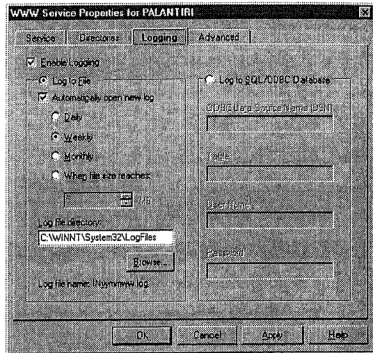 WWW Service Properties for PALANTIRI
Service Directories Logging Advanced
Enable Logging
Log to File
Automatically open new log
Daily
Weekly
Monthly
When file size reaches:
MB
Log file directory:
C:\WINNT\System32\LogFiles
Browse...
Log file name: INyymmww.log
Log to SQL/ODBC Database
ODBC Data Source Name (DSN)
Table
User Name
Password
OK Cancel Apply Help